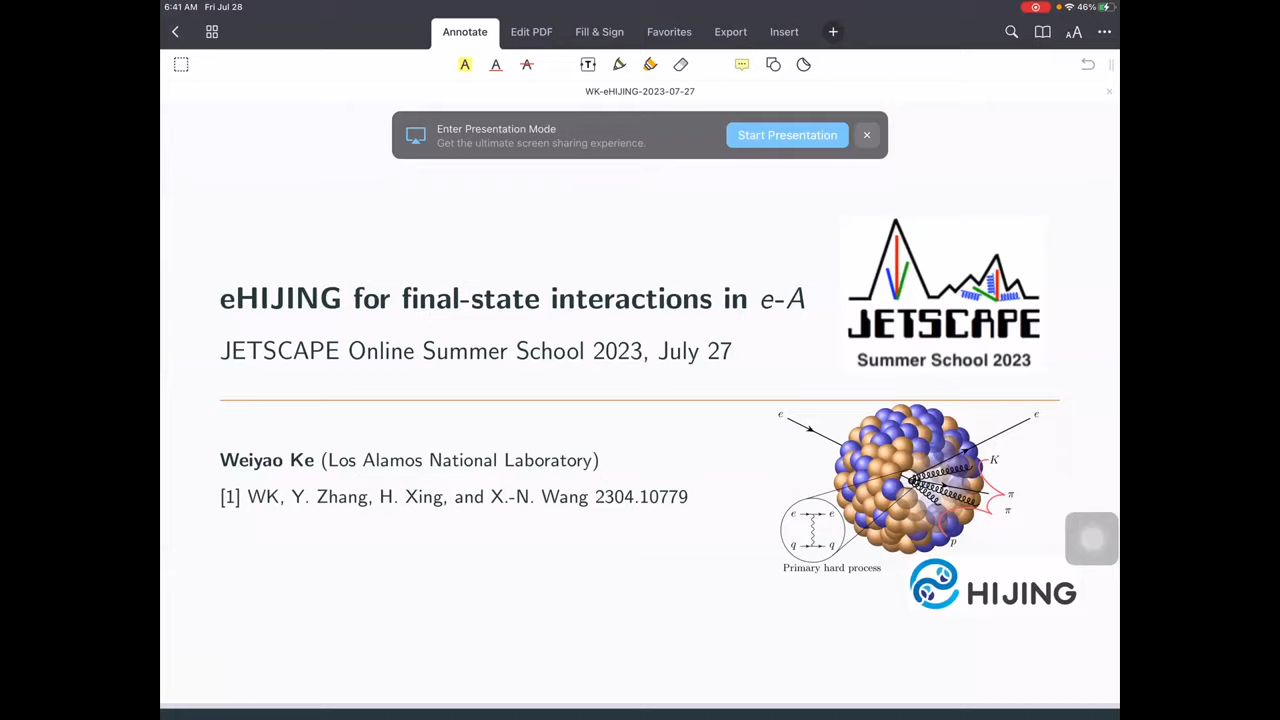 6:41 AM Fri Jul 28
46%
Annotate Edit PDF Fill & Sign Favorites Export Insert
AA
A A A T
WK-eHIJING-2023-07-27
Enter Presentation Mode
Get the ultimate screen sharing experience.
Start Presentation
eHIJING for final-state interactions in e-A
JETSCAPE Online Summer School 2023, July 27
JETSCAPE
Summer School 2023
Weiyao Ke (Los Alamos National Laboratory)
[1] WK, Y. Zhang, H. Xing, and X.-N. Wang 2304.10779
e e
K
π
π
p
e e
q q
Primary hard process
HIJING